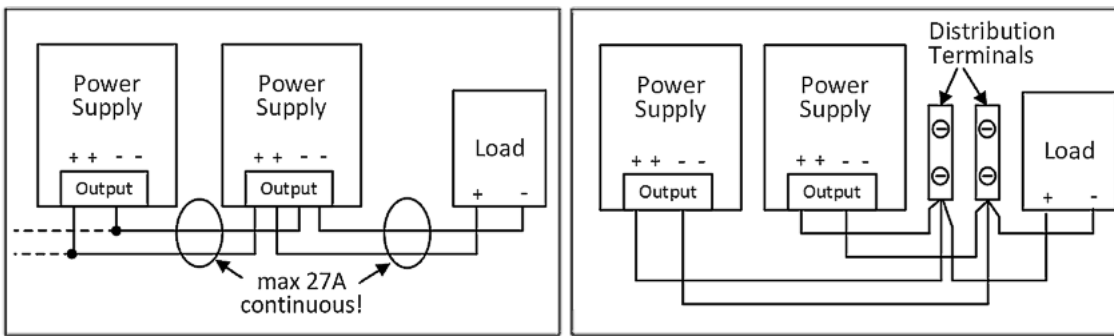 Power
Supply
+ + - -
Output
Power
Supply
+ + - -
Output
Load
+ -
max 27A
continuous!
Distribution
Terminals
Power
Supply
+ + - -
Output
Power
Supply
+ + - -
Output
Load
+ -